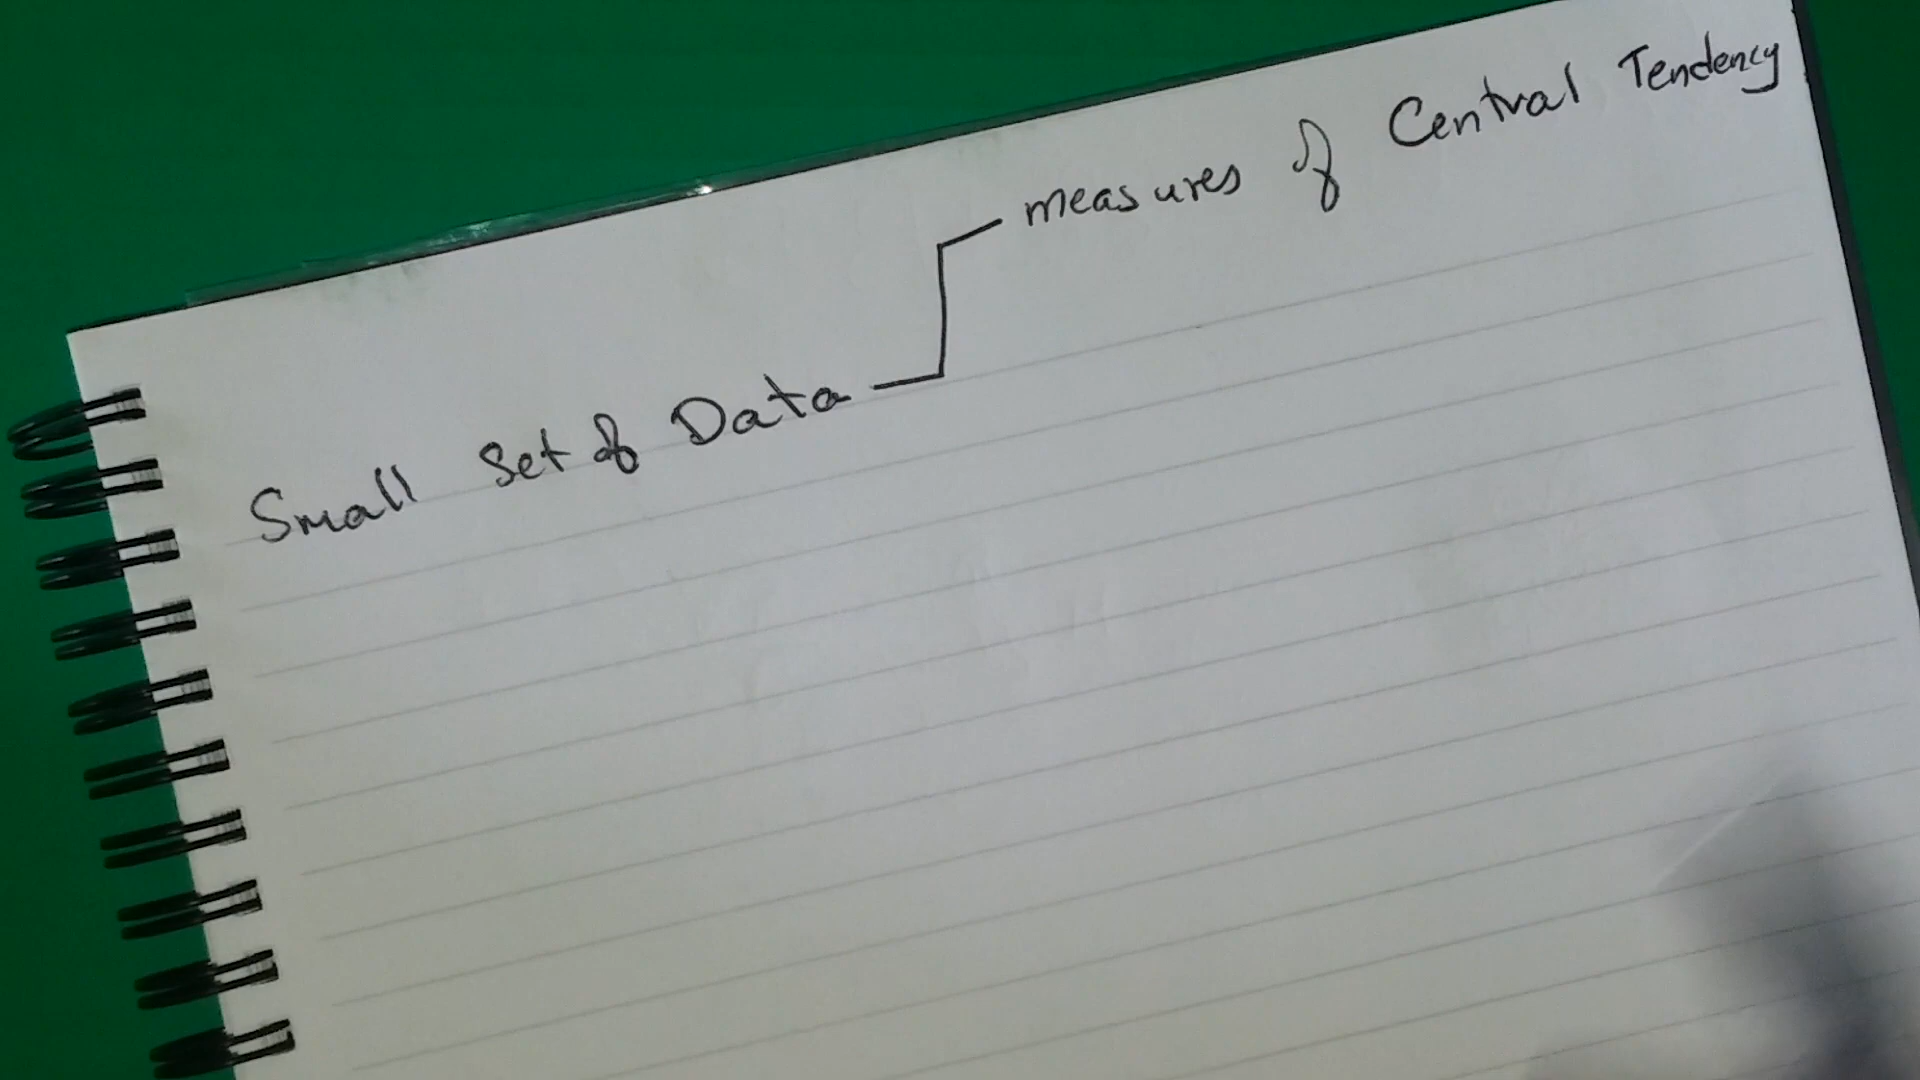 measures of Central Tendency
Small Set of Data